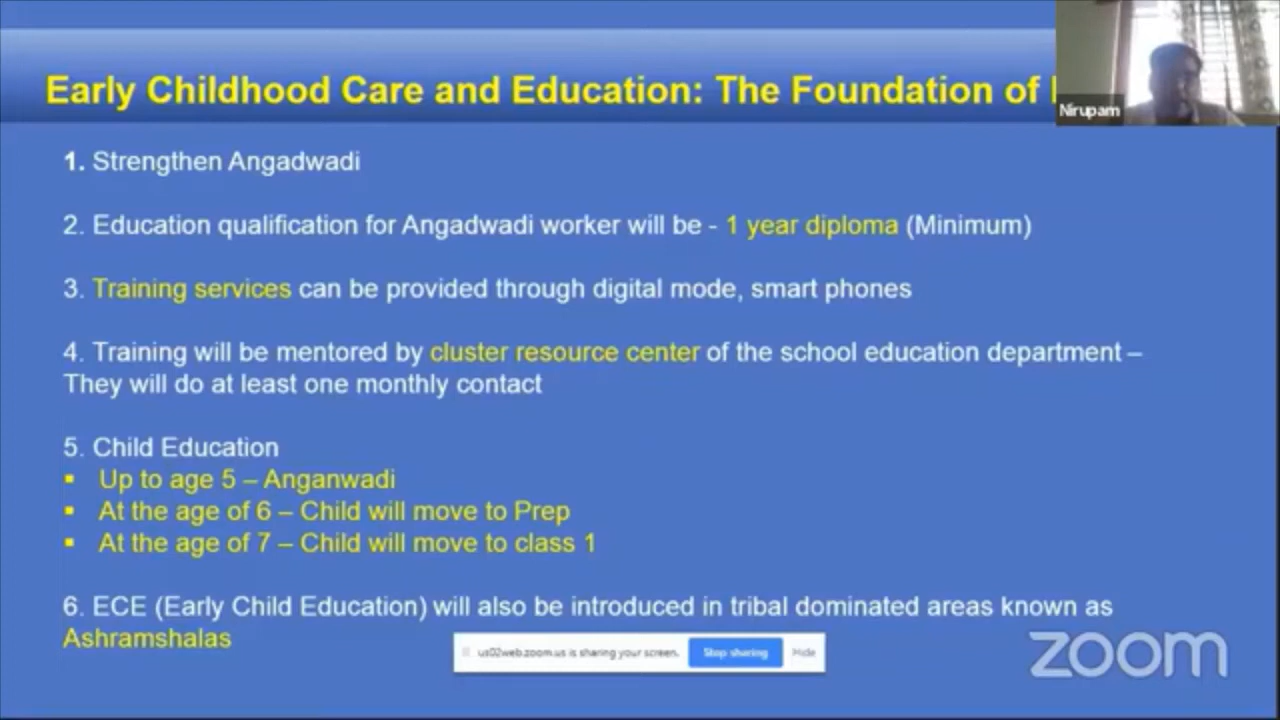 Early Childhood Care and Education: The Foundation of
Nirupam
1. Strengthen Angadwadi
2. Education qualification for Angadwadi worker will be - 1 year diploma (Minimum)
3. Training services can be provided through digital mode, smart phones
4. Training will be mentored by cluster resource center of the school education department –
They will do at least one monthly contact
5. Child Education
▪ Up to age 5 – Anganwadi
▪ At the age of 6 – Child will move to Prep
▪ At the age of 7 – Child will move to class 1
6. ECE (Early Child Education) will also be introduced in tribal dominated areas known as
Ashramshalas
us02web.zoom.us is sharing your screen. Stop sharing Hide
zoom